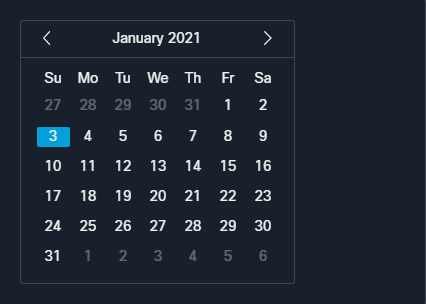 January 2021
Su Mo Tu We Th Fr Sa
27 28 29 30 31 1 2
3 4 5 6 7 8 9
10 11 12 13 14 15 16
17 18 19 20 21 22 23
24 25 26 27 28 29 30
31 1 2 3 4 5 6